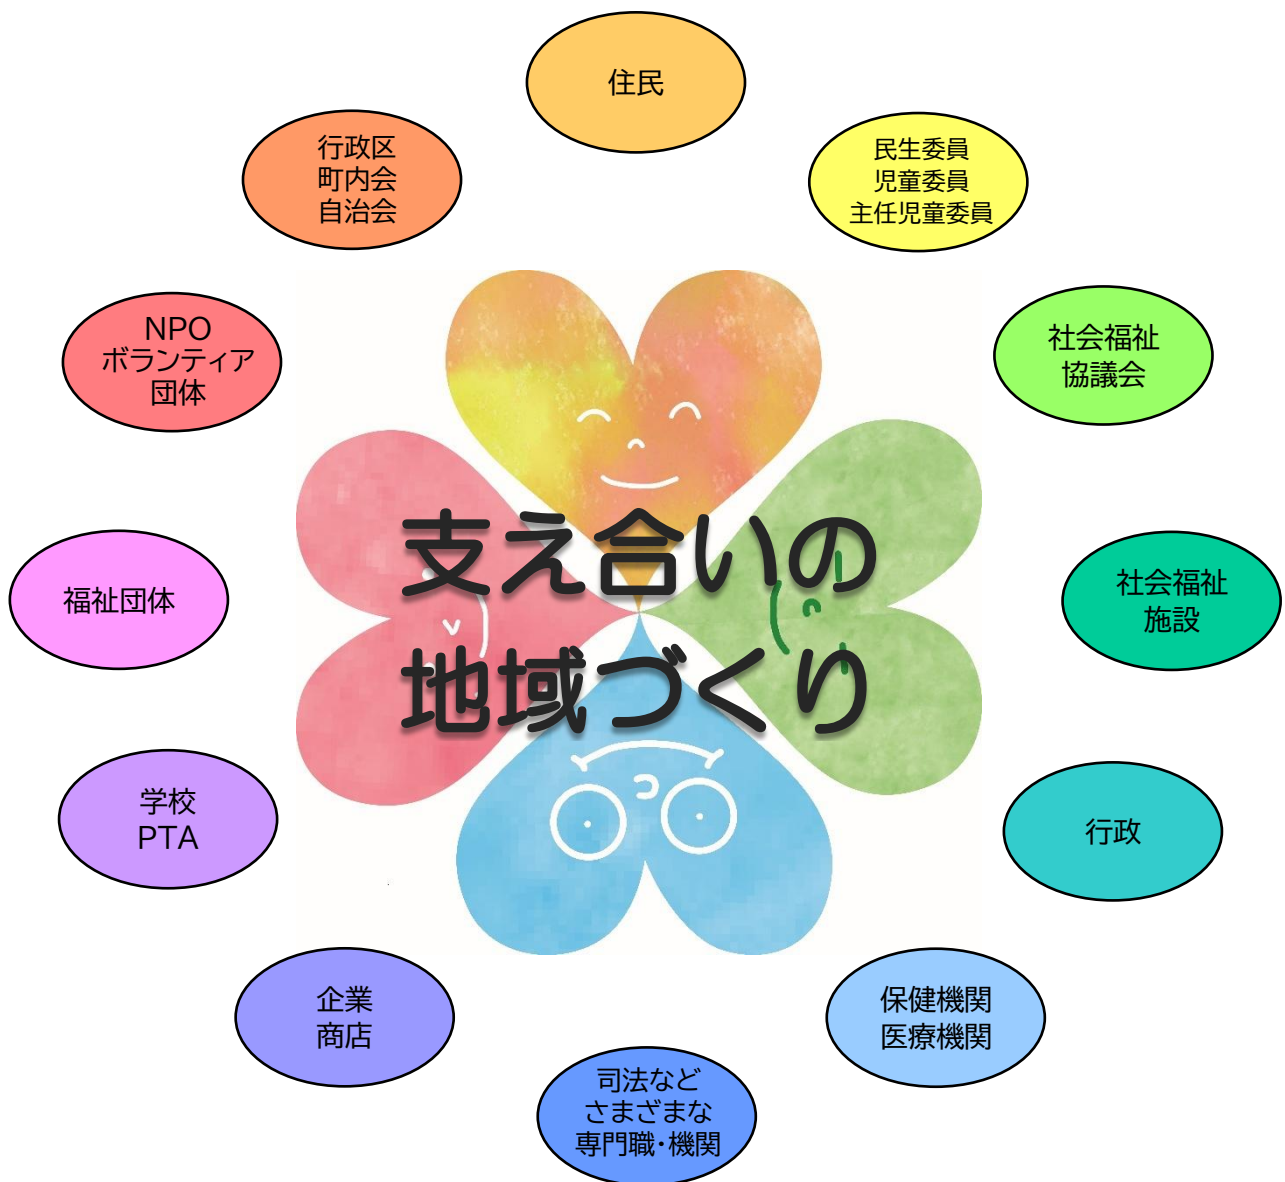 住民
民生委員
児童委員
主任児童委員
社会福祉
協議会
社会福祉
施設
行政
保健機関
医療機関
司法など
さまざまな
専門職・機関
企業
商店
学校
PTA
福祉団体
NPO
ボランティア
団体
行政区
町内会
自治会
支え合いの
地域づくり